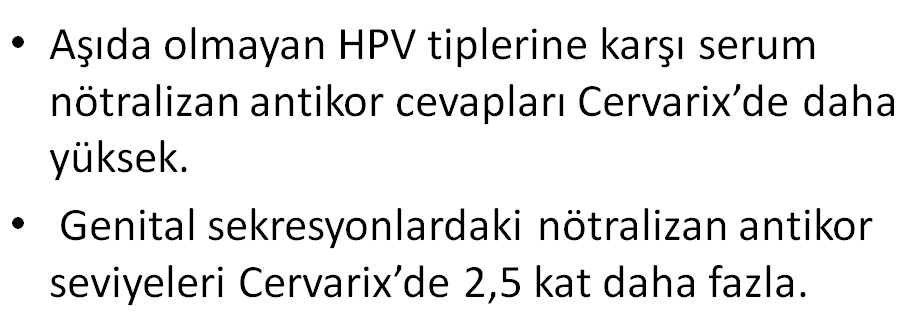 • Aşıda olmayan HPV tiplerine karşı serum
nötralizan antikor cevapları Cervarix’de daha
yüksek.
• Genital sekresyonlardaki nötralizan antikor
seviyeleri Cervarix’de 2,5 kat daha fazla.